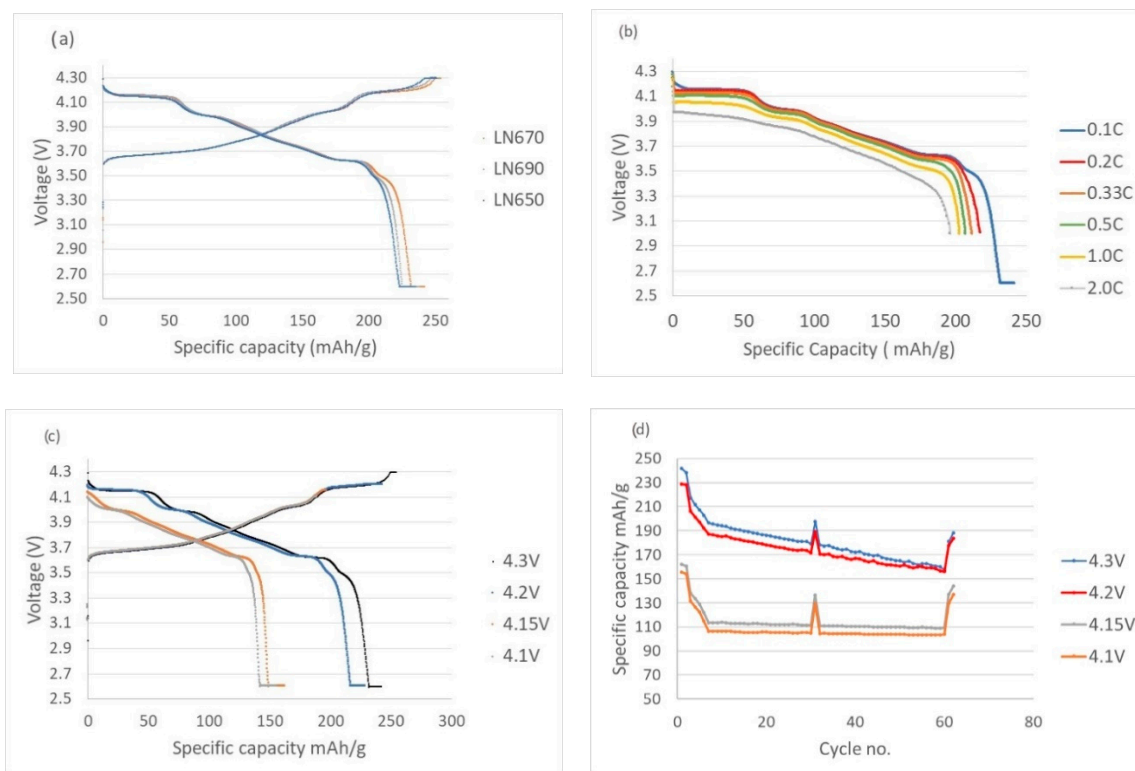 (a)
4.30
4.10
3.90
3.70
3.50
3.30
3.10
2.90
2.70
2.50
Voltage (V)
0 50 100 150 200 250
Specific capacity (mAh/g)
LN670
LN690
LN650
(b)
4.3
4.1
3.9
3.7
3.5
3.3
3.1
2.9
2.7
2.5
Voltage (V)
0 50 100 150 200 250
Specific Capacity ( mAh/g)
0.1C
0.2C
0.33C
0.5C
1.0C
2.0C
(c)
4.3
4.1
3.9
3.7
3.5
3.3
3.1
2.9
2.7
2.5
Voltage (V)
0 50 100 150 200 250 300
Specific capacity mAh/g
4.3V
4.2V
4.15V
4.1V
(d)
250
230
210
190
170
150
130
110
90
70
50
Specific capacity mAh/g
0 20 40 60 80
Cycle no.
4.3V
4.2V
4.15V
4.1V